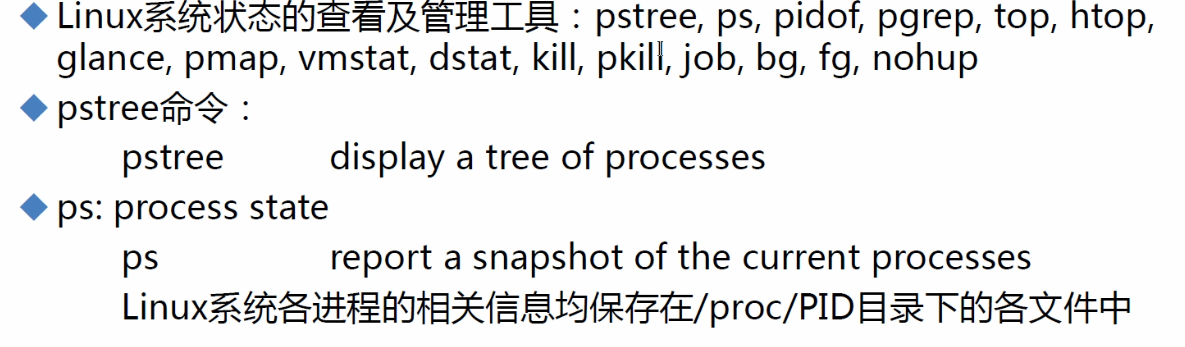 Linux系统状态的查看及管理工具：pstree, ps, pidof, pgrep, top, htop,
glance, pmap, vmstat, dstat, kill, pkill, job, bg, fg, nohup
pstree命令：
pstree display a tree of processes
ps: process state
ps report a snapshot of the current processes
Linux系统各进程的相关信息均保存在/proc/PID目录下的各文件中